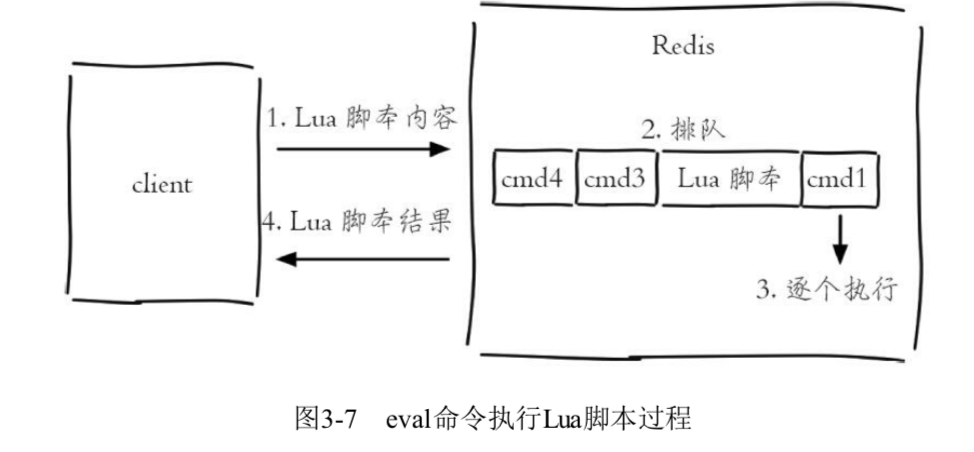 Redis
1. Lua 脚本内容
2. 排队
client
cmd4 cmd3 Lua 脚本 cmd1
4. Lua 脚本结果
3. 逐个执行
图3-7 eval命令执行Lua脚本过程